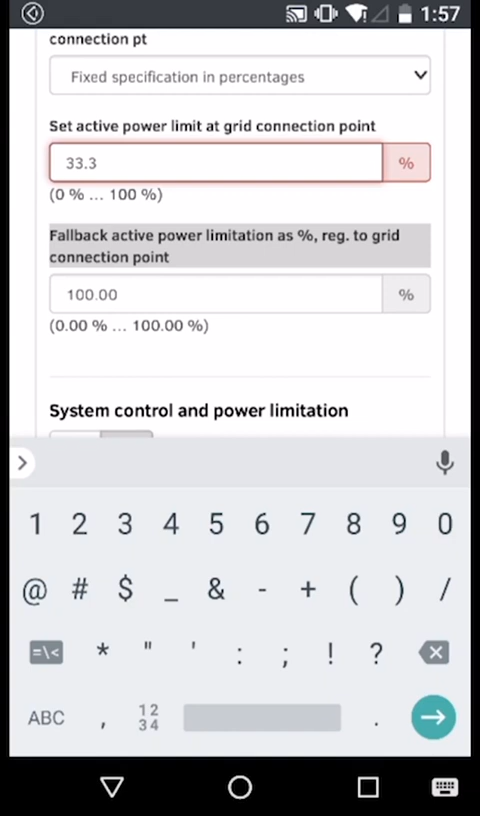 1:57
connection pt
Fixed specification in percentages
Set active power limit at grid connection point
33.3 %
(0 % ... 100 %)
Fallback active power limitation as %, reg. to grid
connection point
100.00 %
(0.00 % ... 100.00 %)
System control and power limitation
1 2 3 4 5 6 7 8 9 0
@ # $ _ & - + ( ) /
=\< * " ' : ; ! ?
ABC , 12 34 .